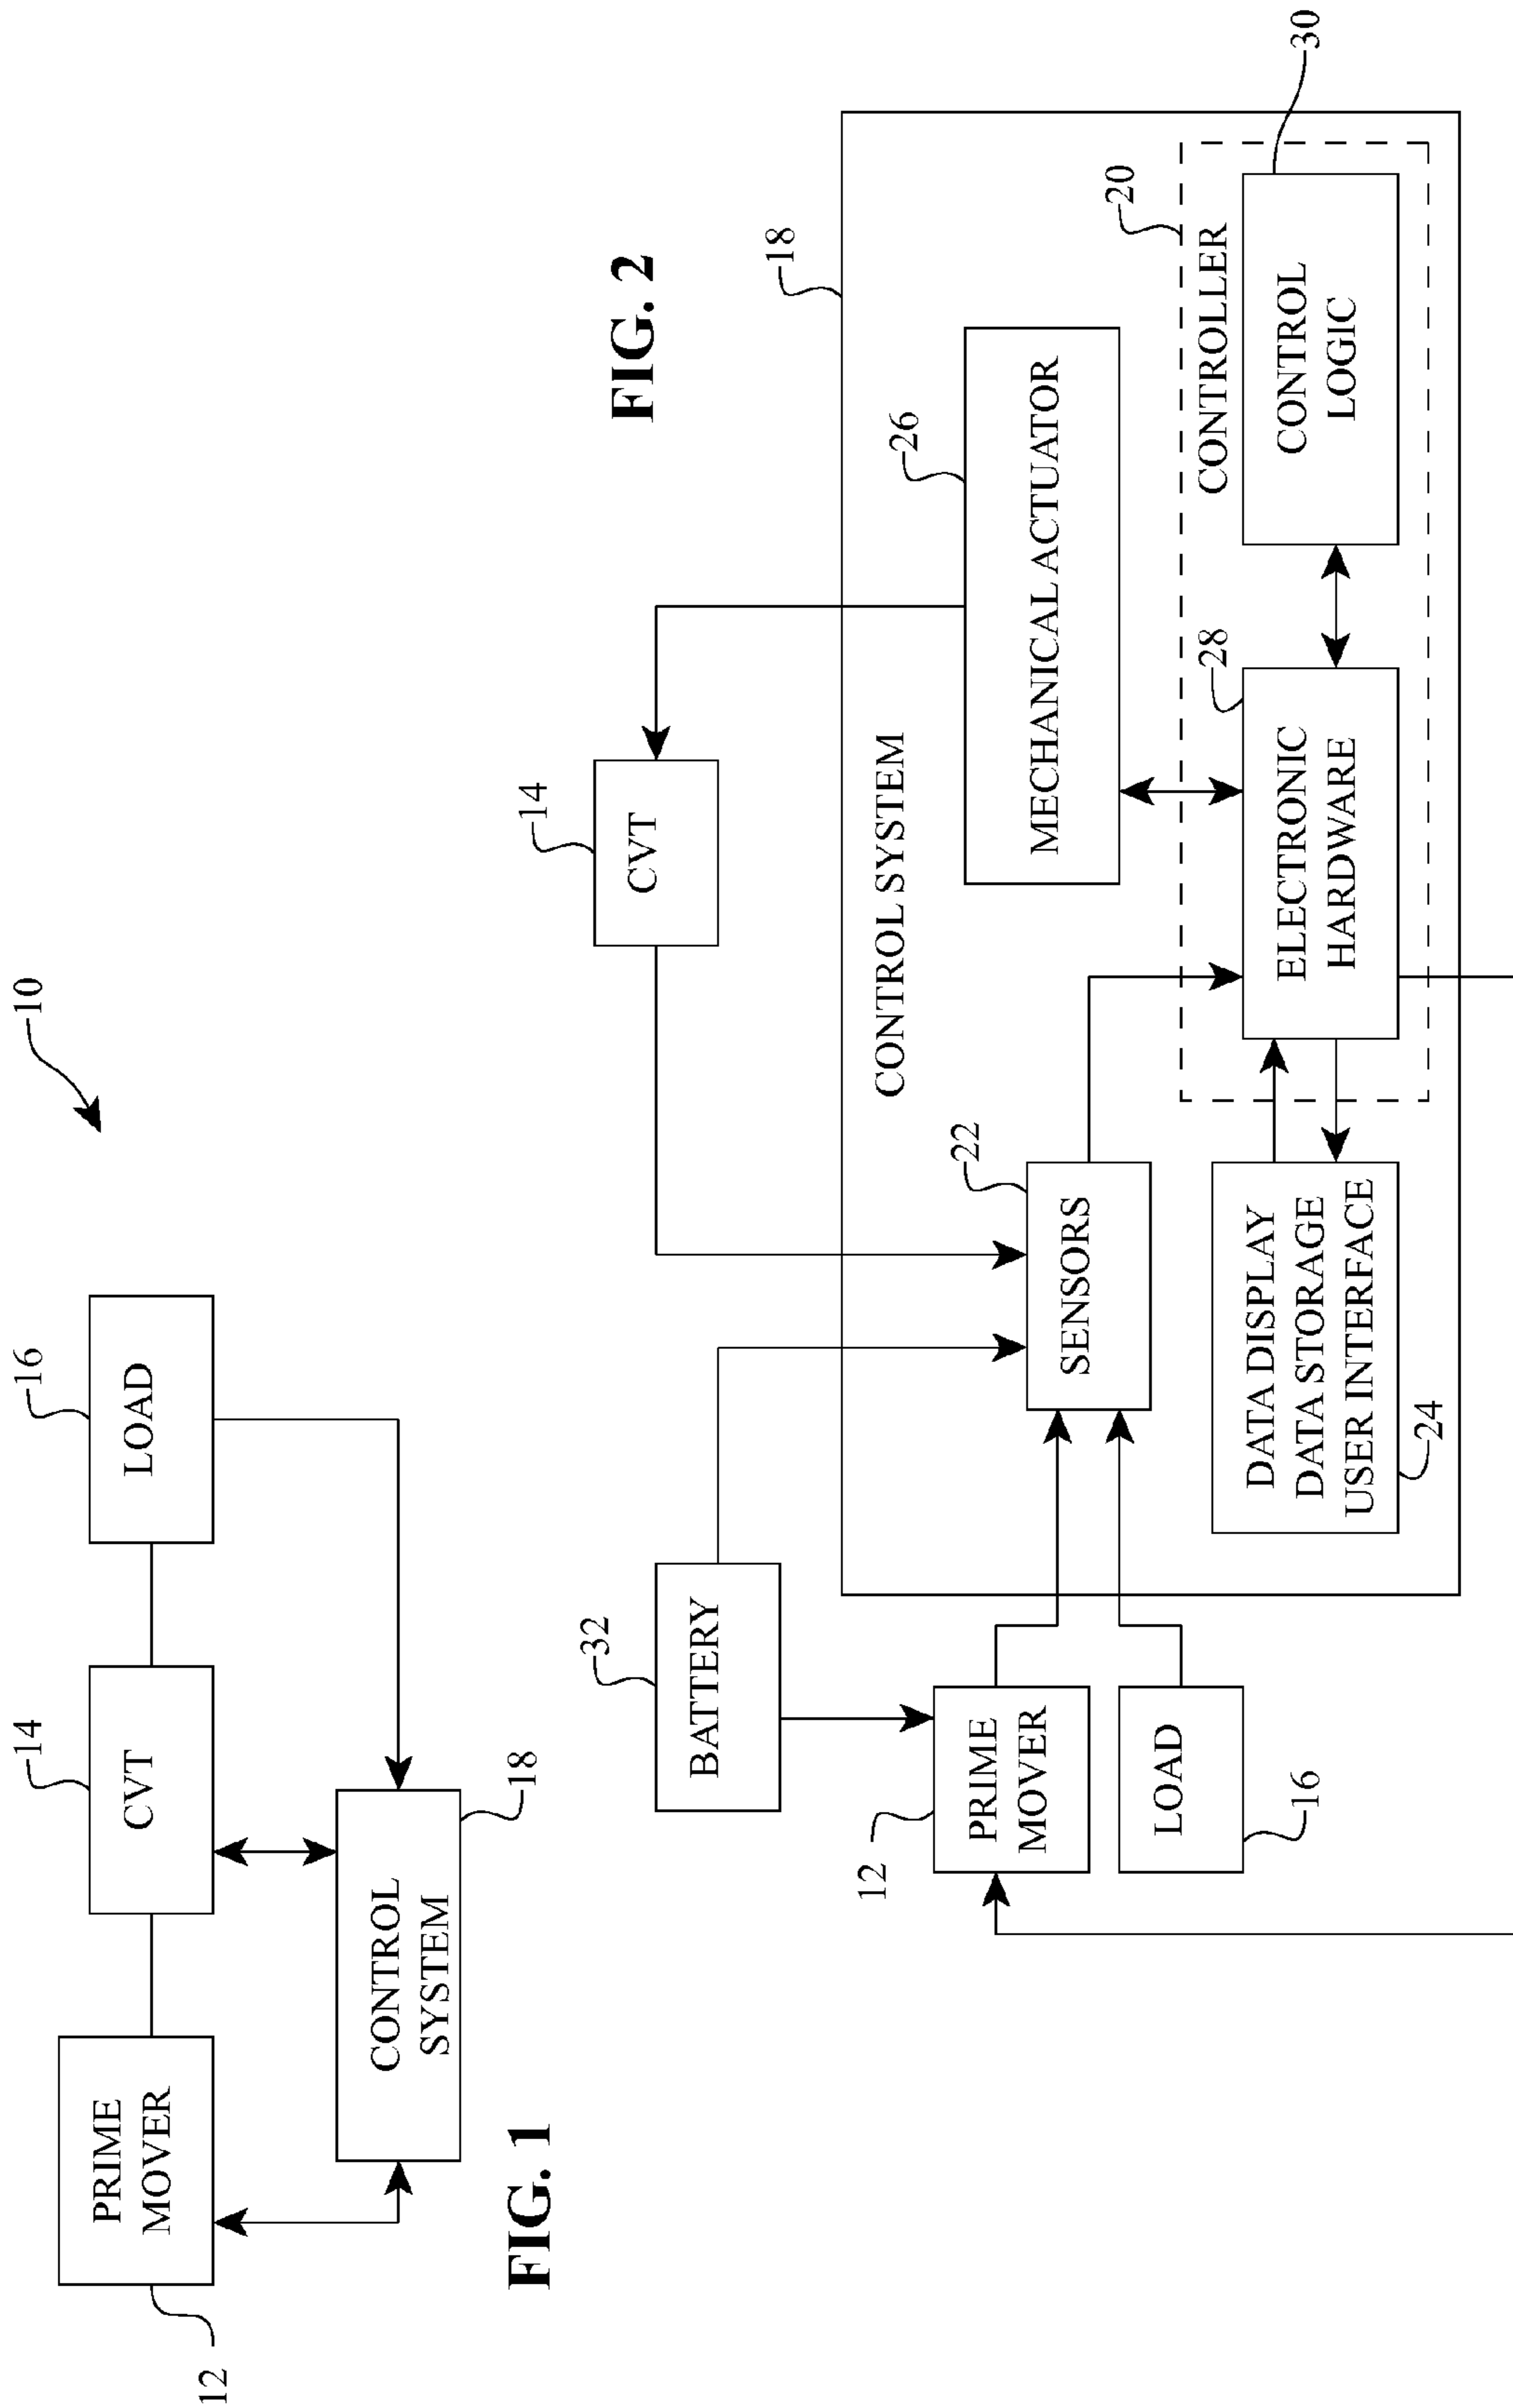 10
12
PRIME
MOVER
14
CVT
16
LOAD
CONTROL
SYSTEM
18
FIG. 1
FIG. 2
14
CVT
32
BATTERY
18
CONTROL SYSTEM
12
PRIME
MOVER
LOAD
16
22
SENSORS
26
MECHANICAL ACTUATOR
20
CONTROLLER
28
ELECTRONIC
HARDWARE
CONTROL
LOGIC
30
DATA DISPLAY
DATA STORAGE
USER INTERFACE
24